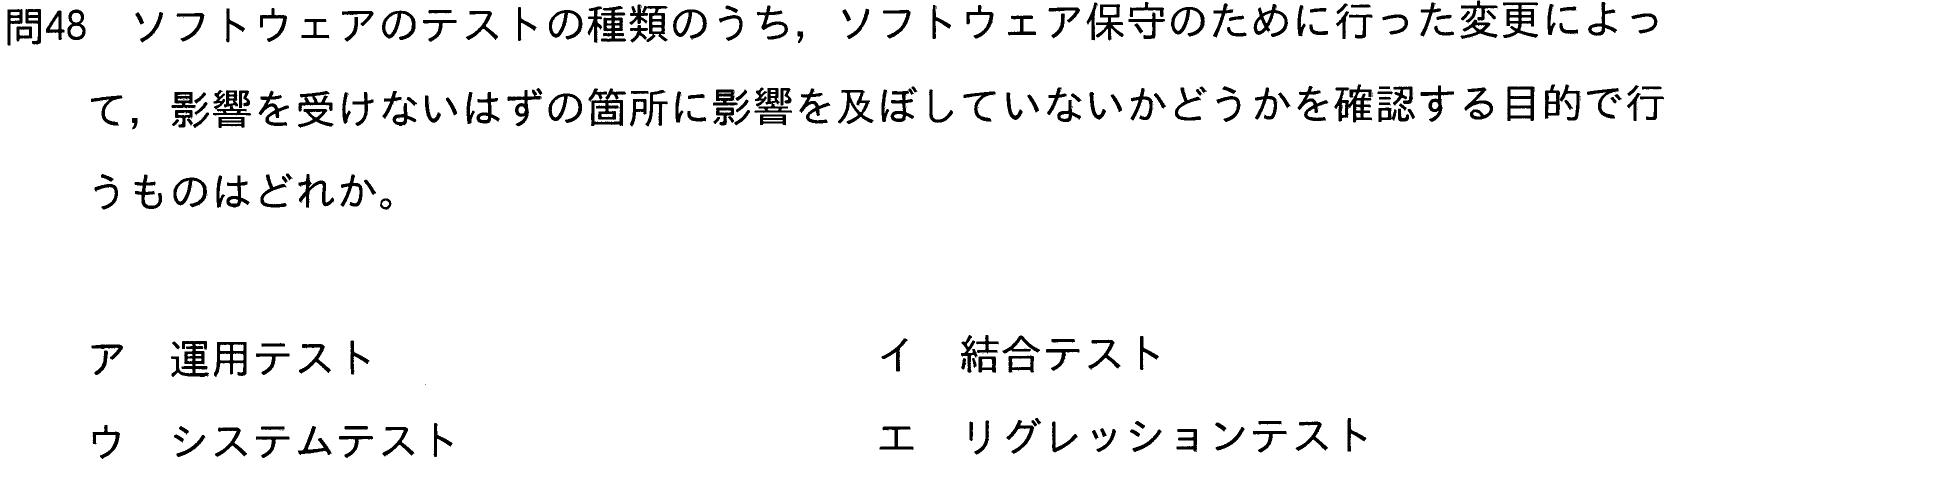 問48　ソフトウェアのテストの種類のうち，ソフトウェア保守のために行った変更によっ
て，影響を受けないはずの箇所に影響を及ぼしていないかどうかを確認する目的で行
うものはどれか。
ア　運用テスト　イ　結合テスト
ウ　システムテスト　エ　リグレッションテスト